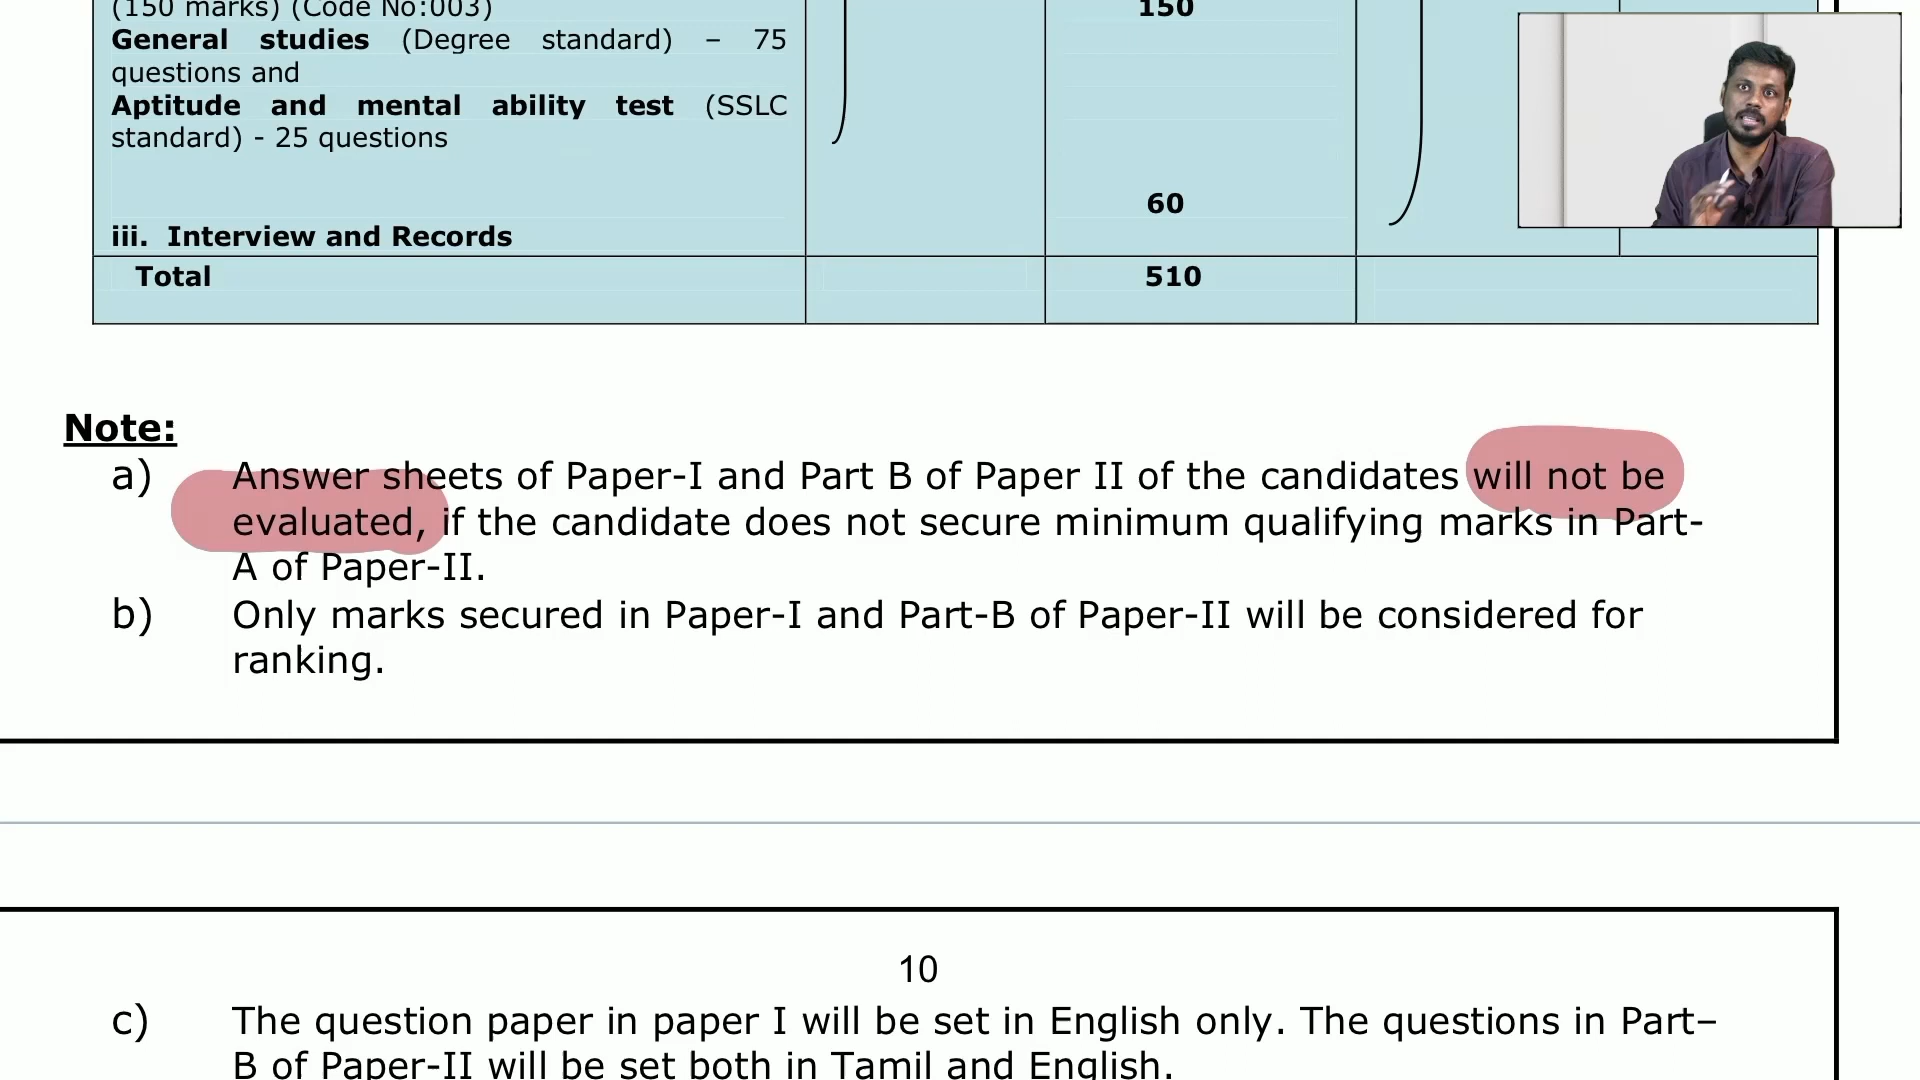 (150 marks) (Code No:003)
150
General studies (Degree standard) – 75
questions and
Aptitude and mental ability test (SSLC
standard) - 25 questions
60
iii. Interview and Records
Total 510
Note:
a) Answer sheets of Paper-I and Part B of Paper II of the candidates will not be
evaluated, if the candidate does not secure minimum qualifying marks in Part-
A of Paper-II.
b) Only marks secured in Paper-I and Part-B of Paper-II will be considered for
ranking.
10
c) The question paper in paper I will be set in English only. The questions in Part–
B of Paper-II will be set both in Tamil and English.